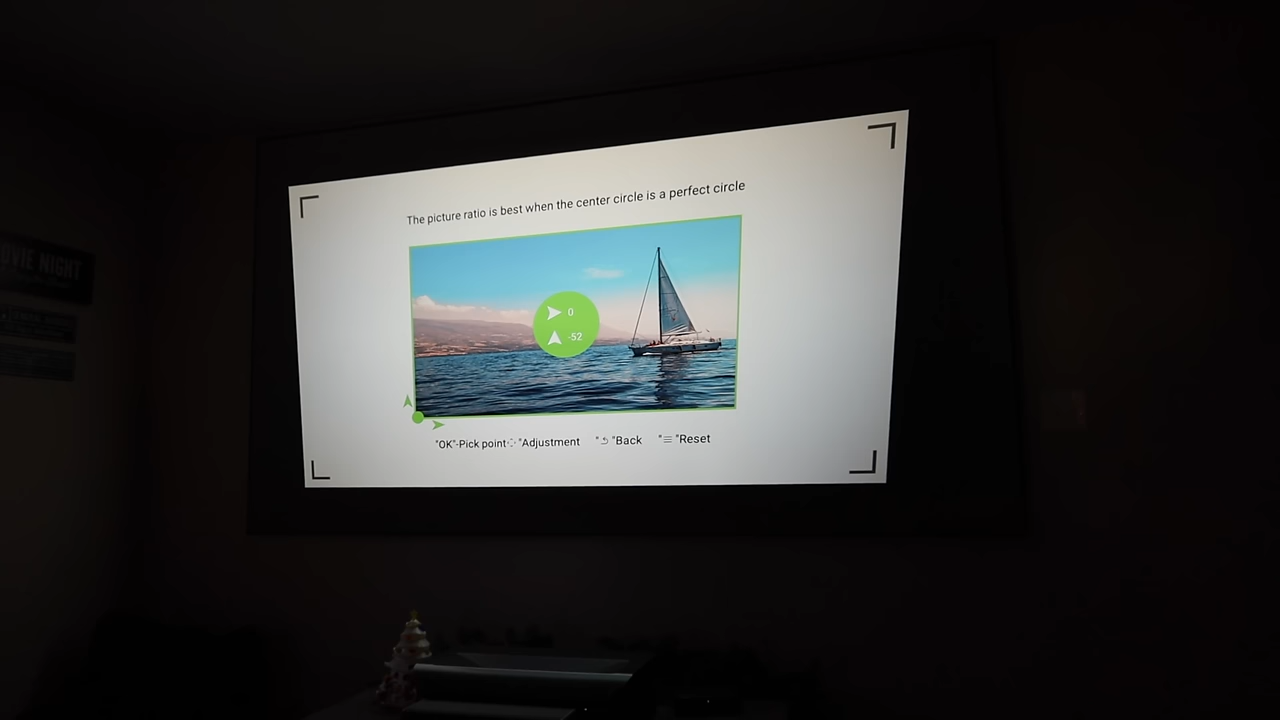 The picture ratio is best when the center circle is a perfect circle
0
-52
"OK"-Pick point "Adjustment " "Back "≡ "Reset
MOVIE NIGHT